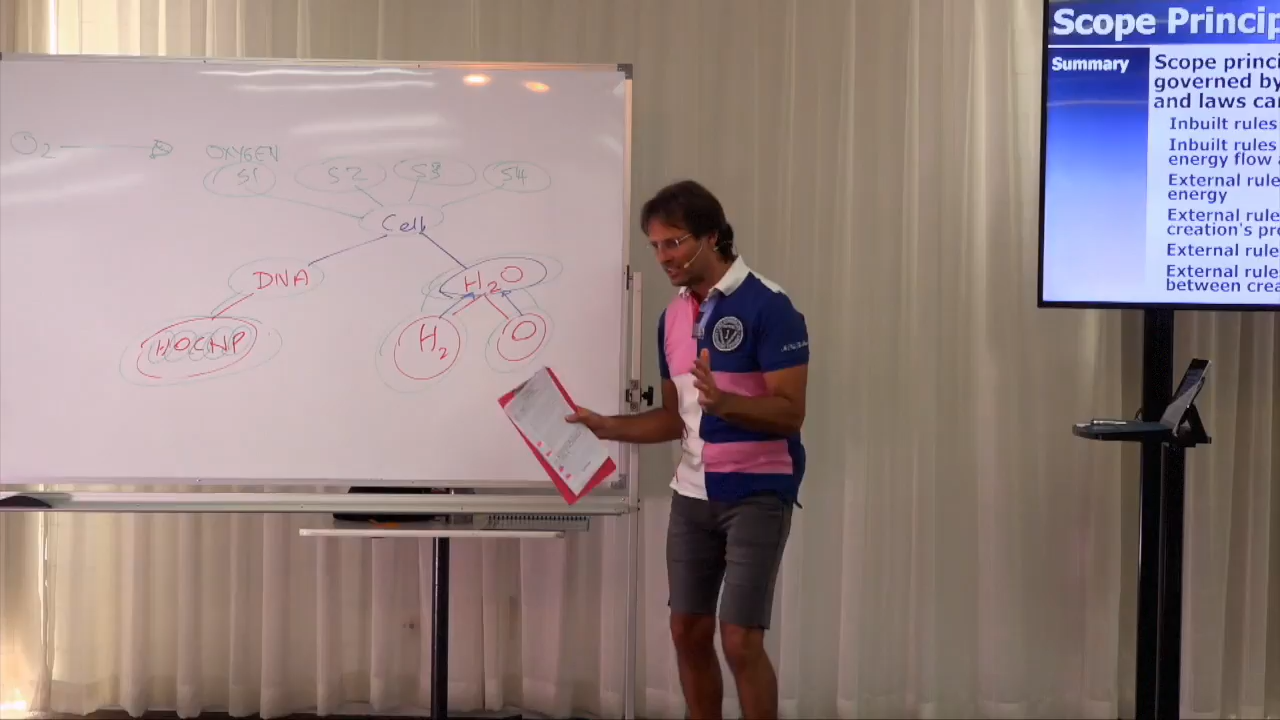 O2
OXYGEN
S1
S2
S3
S4
Cell
DNA
H2O
HOCNP
H2
O
Scope Princip
Summary
Scope princi
governed by
and laws ca
Inbuilt rules
Inbuilt rules
energy flow
External rule
energy
External rule
creation's pr
External rule
External rule
between crea